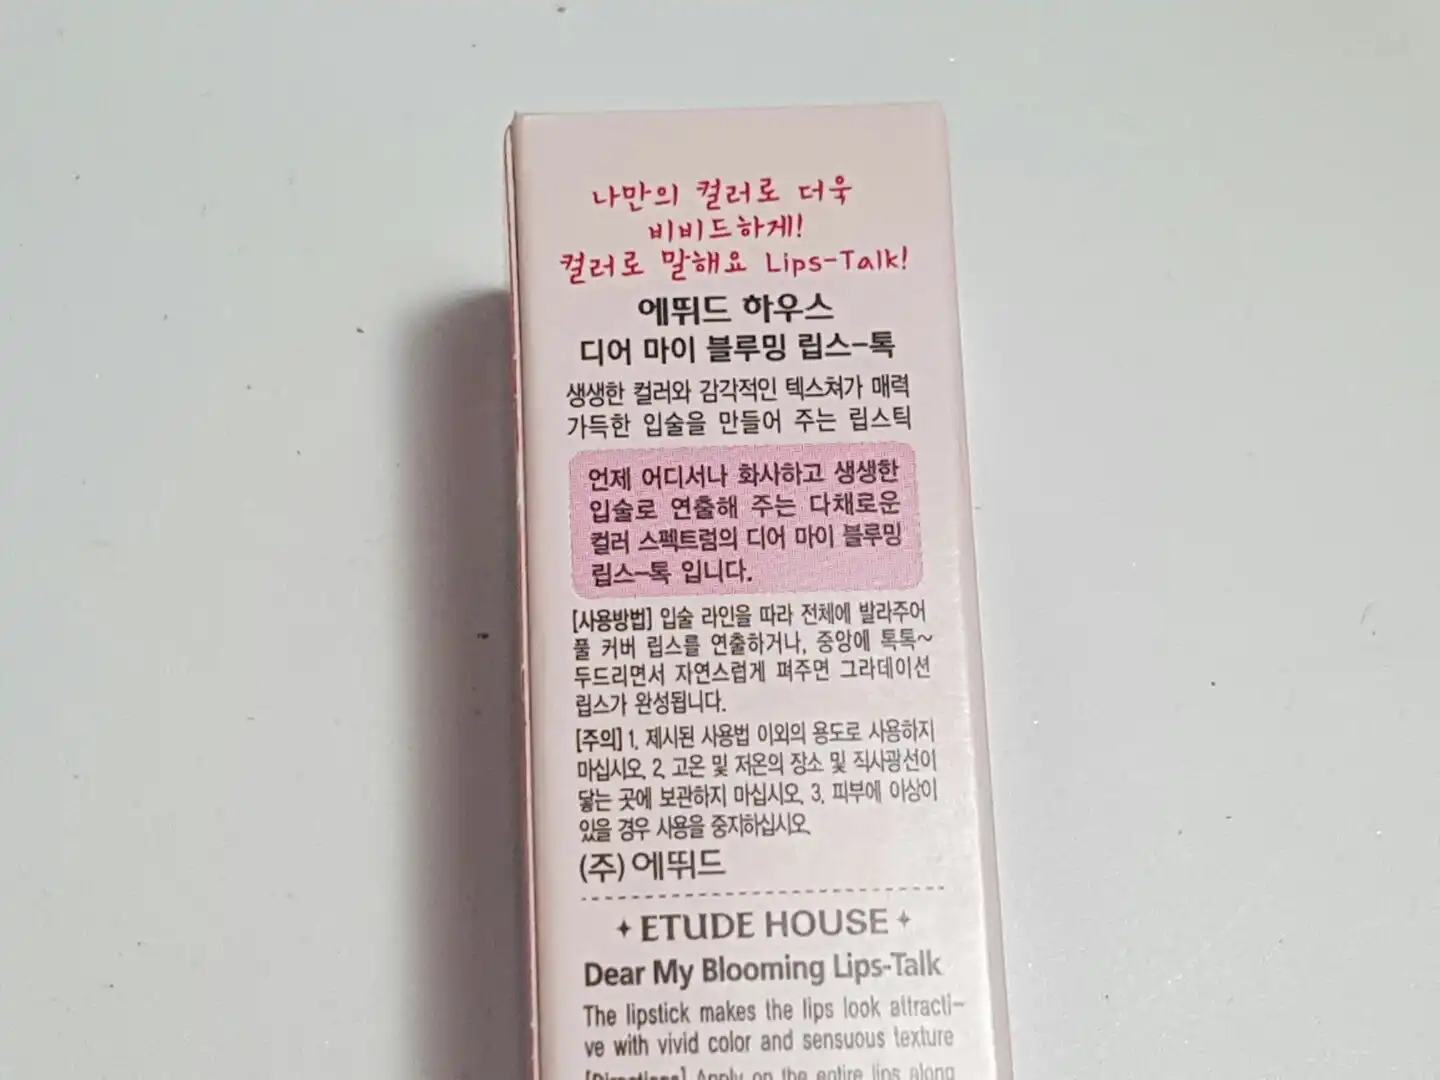 나만의 컬러로 더욱
비비드하게!
컬러로 말해요 Lips-Talk!
에뛰드 하우스
디어 마이 블루밍 립스-톡
생생한 컬러와 감각적인 텍스쳐가 매력
가득한 입술을 만들어 주는 립스틱
언제 어디서나 화사하고 생생한
입술로 연출해 주는 다채로운
컬러 스펙트럼의 디어 마이 블루밍
립스-톡 입니다.
[사용방법] 입술 라인을 따라 전체에 발라주어
풀 커버 립스를 연출하거나, 중앙에 톡톡~
두드리면서 자연스럽게 펴주면 그라데이션
립스가 완성됩니다.
[주의] 1. 제시된 사용법 이외의 용도로 사용하지
마십시오. 2. 고온 및 저온의 장소 및 직사광선이
닿는 곳에 보관하지 마십시오. 3. 피부에 이상이
있을 경우 사용을 중지하십시오.
(주) 에뛰드
ETUDE HOUSE
Dear My Blooming Lips-Talk
The lipstick makes the lips look attracti-
ve with vivid color and sensuous texture
[Directions] Apply on the entire lips along